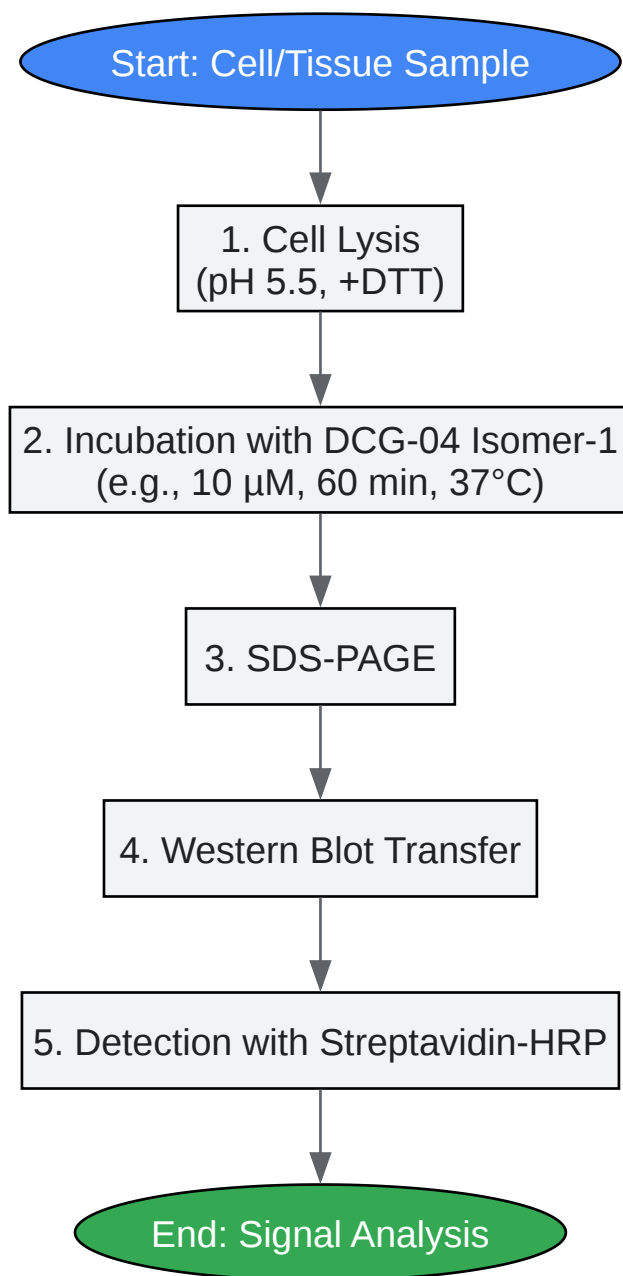 Start: Cell/Tissue Sample
1. Cell Lysis
(pH 5.5, +DTT)
2. Incubation with DCG-04 Isomer-1
(e.g., 10 µM, 60 min, 37°C)
3. SDS-PAGE
4. Western Blot Transfer
5. Detection with Streptavidin-HRP
End: Signal Analysis